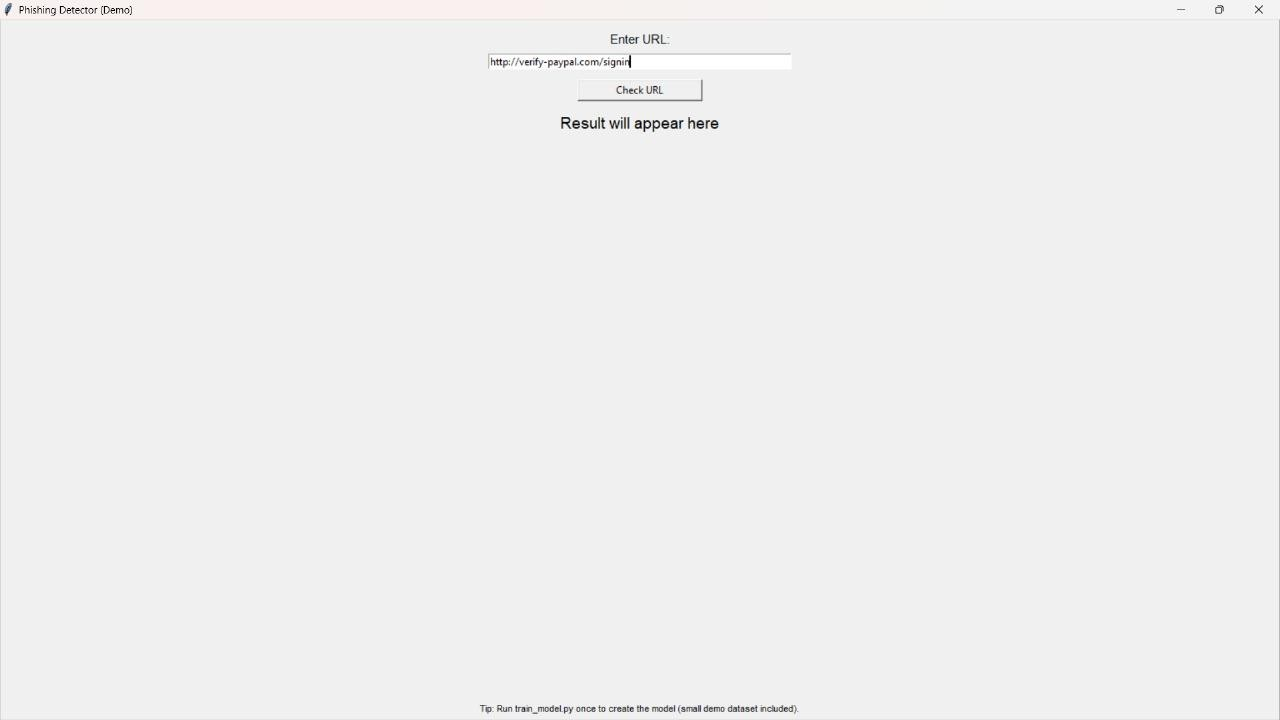 Phishing Detector (Demo)
Enter URL:
http://verify-paypal.com/signin
Check URL
Result will appear here
Tip: Run train_model.py once to create the model (small demo dataset included).